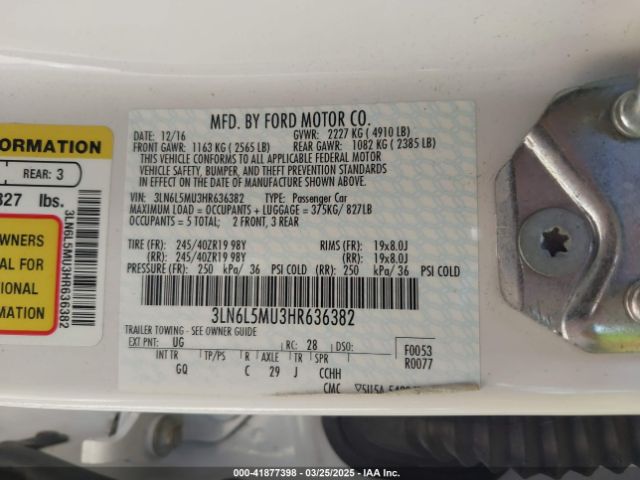 MFD. BY FORD MOTOR CO.
DATE: 12/16 GVWR: 2227 KG ( 4910 LB)
FRONT GAWR: 1163 KG ( 2565 LB) REAR GAWR: 1082 KG ( 2385 LB)
THIS VEHICLE CONFORMS TO ALL APPLICABLE FEDERAL MOTOR
VEHICLE SAFETY, BUMPER, AND THEFT PREVENTION STANDARDS
IN EFFECT ON THE DATE OF MANUFACTURE SHOWN ABOVE.
VIN: 3LN6L5MU3HR636382 TYPE: Passenger Car
MAXIMUM LOAD = OCCUPANTS + LUGGAGE = 375KG/ 827LB
OCCUPANTS = 5 TOTAL; 2 FRONT, 3 REAR
TIRE (FR): 245/40ZR19 98Y RIMS (FR): 19x8.0J
(RR): 245/40ZR19 98Y (RR): 19x8.0J
PRESSURE (FR): 250 kPa/ 36 PSI COLD (RR): 250 kPa/ 36 PSI COLD
3LN6L5MU3HR636382
TRAILER TOWING - SEE OWNER GUIDE
EXT PNT: UG RC: 28 DSO:
F0053
R0077
INT TR TP/PS R AXLE TR SPR
GQ C 29 J CCHH
CMC
ORMATION
REAR: 3
827 lbs.
OWNERS
AL FOR
TIONAL
MATION
3LN6L5MU3HR636382
000-41877398 - 03/25/2025 - IAA Inc.